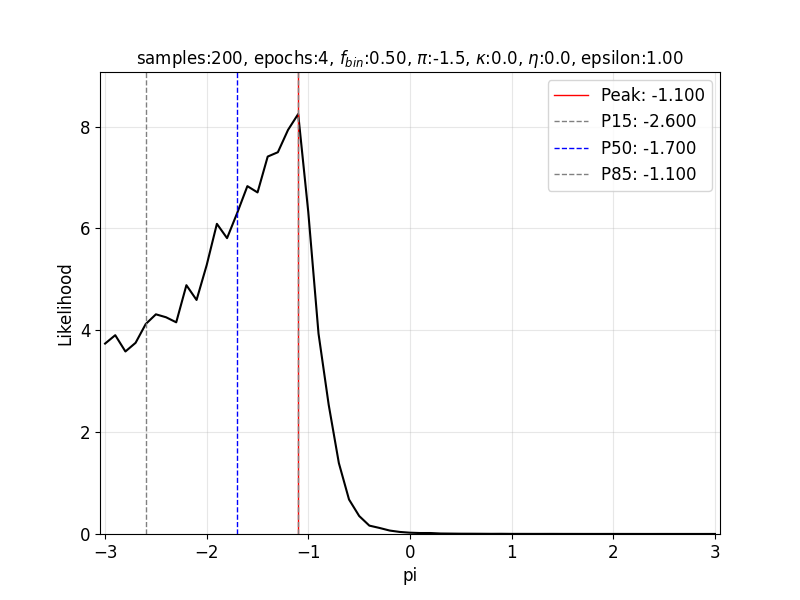 samples:200, epochs:4, f_bin:0.50, π:-1.5, κ:0.0, η:0.0, epsilon:1.00
Peak: -1.100
P15: -2.600
P50: -1.700
P85: -1.100
Likelihood
8
6
4
2
0
−3 −2 −1 0 1 2 3
pi